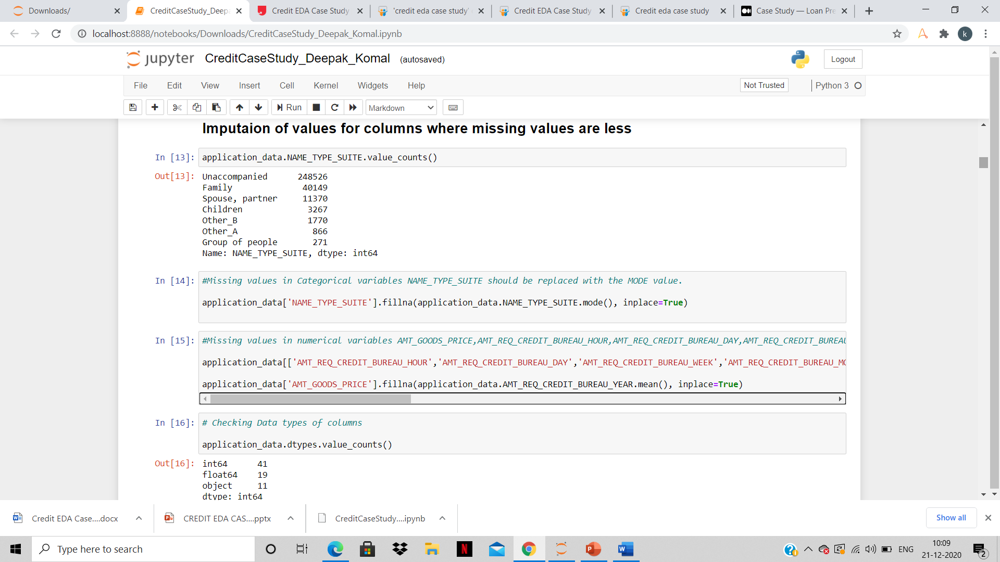 Downloads/
CreditCaseStudy_Deepa
Credit EDA Case Study
'credit eda case study'
Credit EDA Case Study
Credit eda case study
Case Study — Loan Pre
localhost:8888/notebooks/Downloads/CreditCaseStudy_Deepak_Komal.ipynb
k
jupyter CreditCaseStudy_Deepak_Komal (autosaved)
Logout
File Edit View Insert Cell Kernel Widgets Help
Not Trusted
Python 3
Run
Markdown
Imputaion of values for columns where missing values are less
In [13]: application_data.NAME_TYPE_SUITE.value_counts()
Out[13]: Unaccompanied 248526
Family 40149
Spouse, partner 11370
Children 3267
Other_B 1770
Other_A 866
Group of people 271
Name: NAME_TYPE_SUITE, dtype: int64
In [14]: #Missing values in Categorical variables NAME_TYPE_SUITE should be replaced with the MODE value.
application_data['NAME_TYPE_SUITE'].fillna(application_data.NAME_TYPE_SUITE.mode(), inplace=True)
In [15]: #Missing values in numerical variables AMT_GOODS_PRICE,AMT_REQ_CREDIT_BUREAU_HOUR,AMT_REQ_CREDIT_BUREAU_DAY,AMT_REQ_CREDIT_BUREAU
application_data[['AMT_REQ_CREDIT_BUREAU_HOUR','AMT_REQ_CREDIT_BUREAU_DAY','AMT_REQ_CREDIT_BUREAU_WEEK','AMT_REQ_CREDIT_BUREAU_MO
application_data['AMT_GOODS_PRICE'].fillna(application_data.AMT_REQ_CREDIT_BUREAU_YEAR.mean(), inplace=True)
In [16]: # Checking Data types of columns
application_data.dtypes.value_counts()
Out[16]: int64 41
float64 19
object 11
dtype: int64
Credit EDA Case....docx
CREDIT EDA CAS....pptx
CreditCaseStudy....ipynb
Show all
Type here to search
ENG
10:09
21-12-2020
2